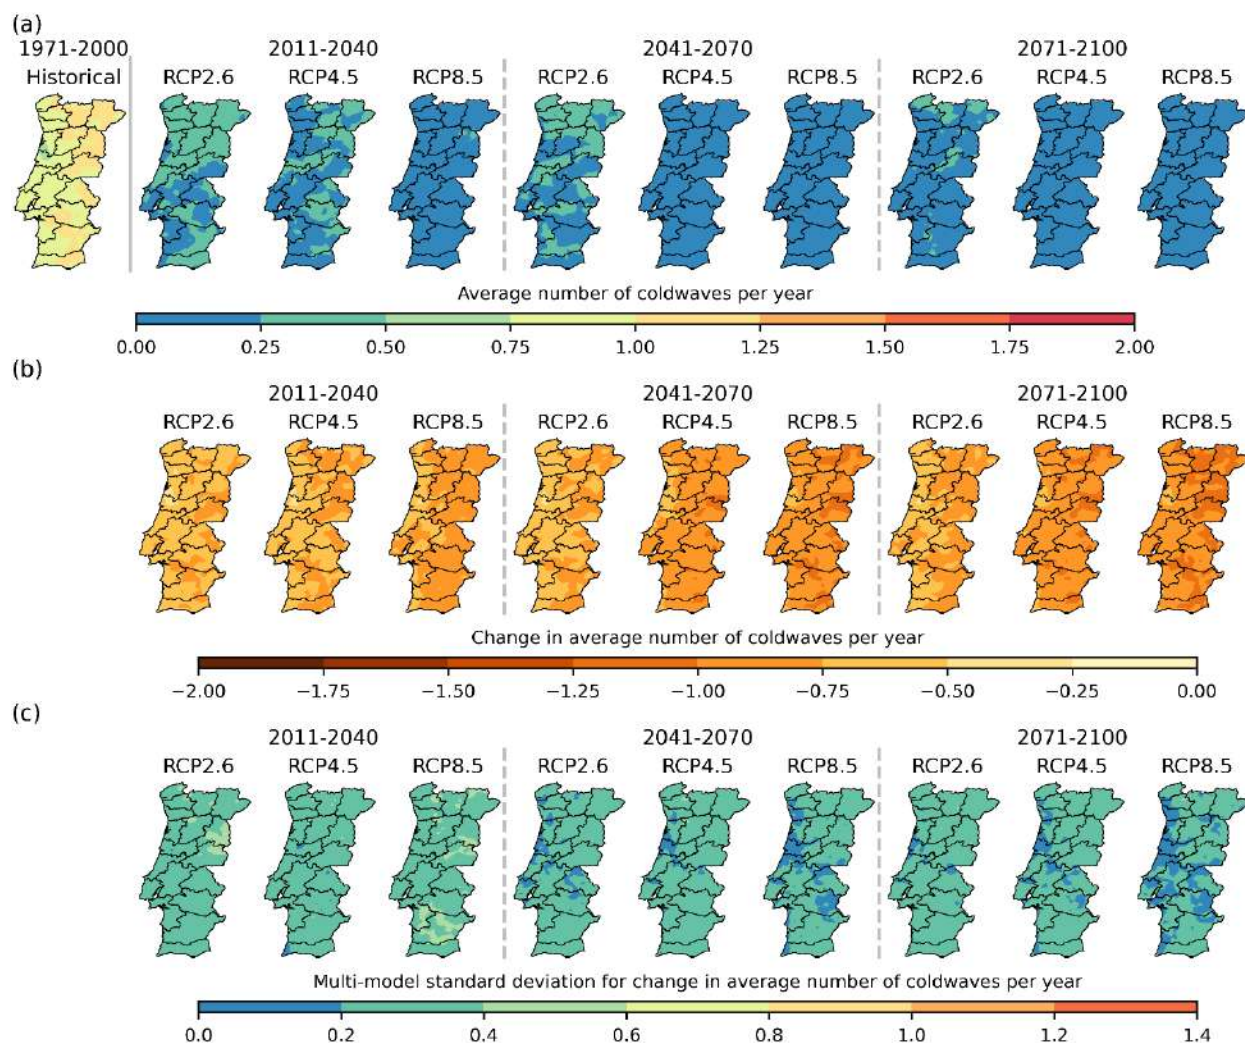 (a)
1971-2000 2011-2040 2041-2070 2071-2100
Historical RCP2.6 RCP4.5 RCP8.5 RCP2.6 RCP4.5 RCP8.5 RCP2.6 RCP4.5 RCP8.5
Average number of coldwaves per year
0.00 0.25 0.50 0.75 1.00 1.25 1.50 1.75 2.00
(b)
2011-2040 2041-2070 2071-2100
RCP2.6 RCP4.5 RCP8.5 RCP2.6 RCP4.5 RCP8.5 RCP2.6 RCP4.5 RCP8.5
Change in average number of coldwaves per year
−2.00 −1.75 −1.50 −1.25 −1.00 −0.75 −0.50 −0.25 0.00
(c)
2011-2040 2041-2070 2071-2100
RCP2.6 RCP4.5 RCP8.5 RCP2.6 RCP4.5 RCP8.5 RCP2.6 RCP4.5 RCP8.5
Multi-model standard deviation for change in average number of coldwaves per year
0.0 0.2 0.4 0.6 0.8 1.0 1.2 1.4